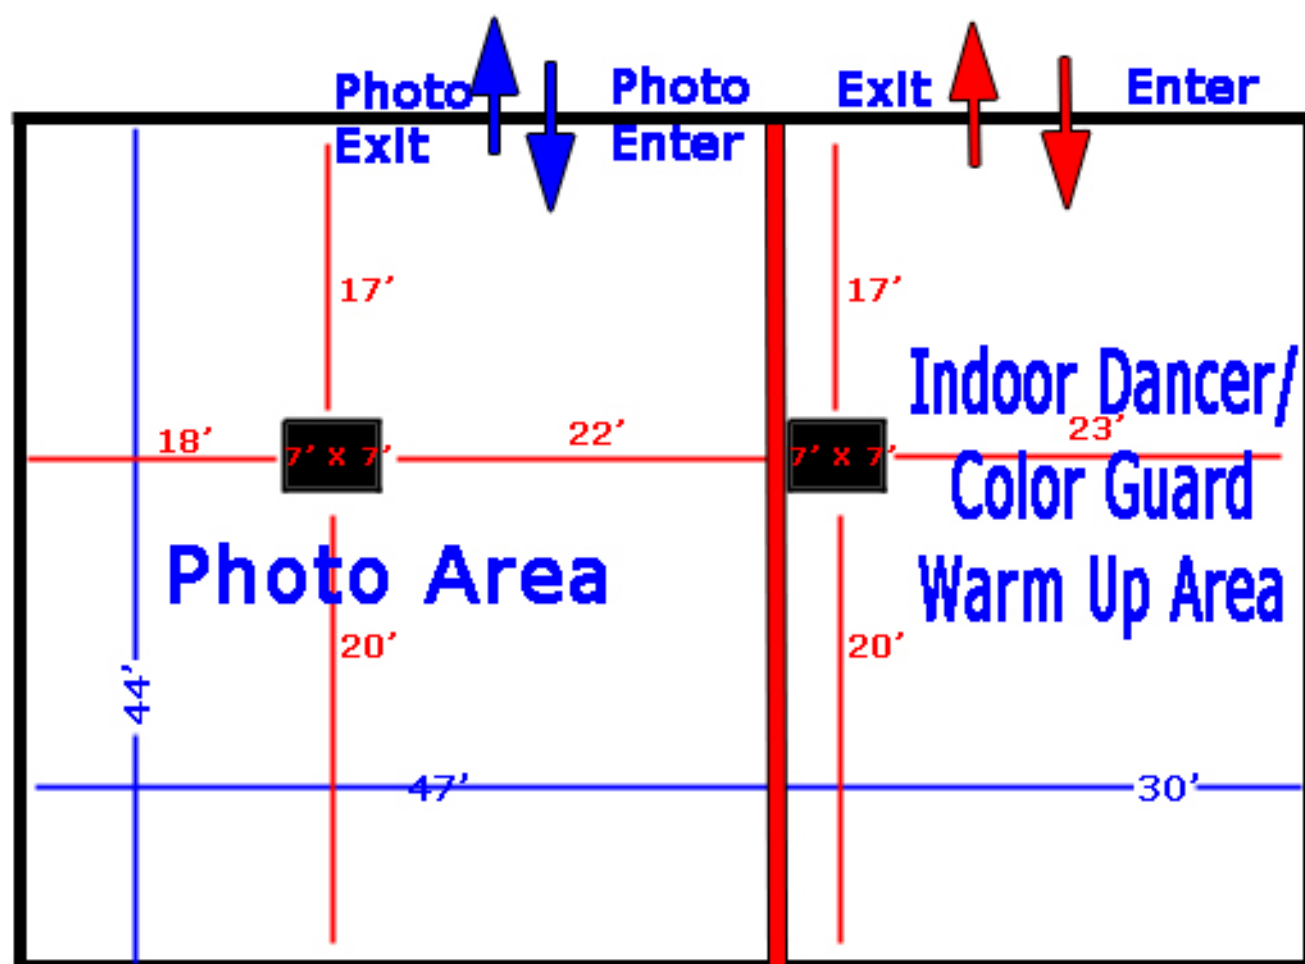 Photo
Exit
Photo
Enter
Exit
Enter
17'
17'
18'
7' X 7'
22'
7' X 7'
23'
Indoor Dancer/
Color Guard
Warm Up Area
Photo Area
20'
20'
44'
47'
30'